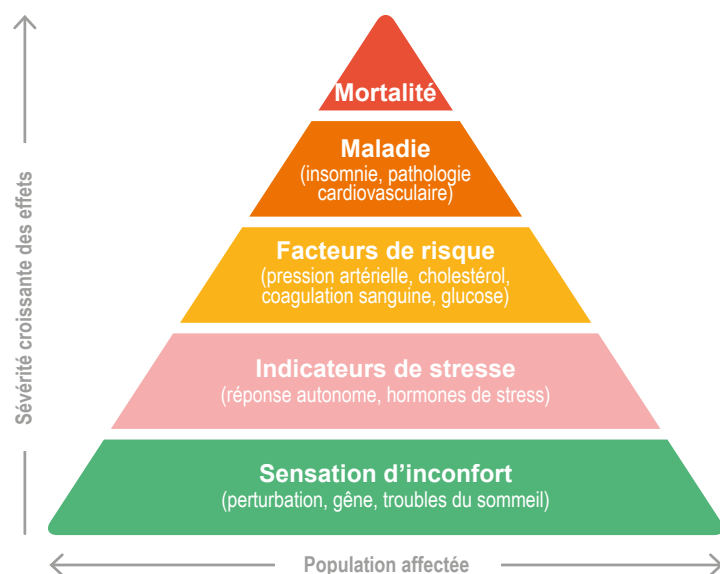 Mortalité
Maladie
(insomnie, pathologie
cardiovasculaire)
Facteurs de risque
(pression artérielle, cholestérol,
coagulation sanguine, glucose)
Indicateurs de stresse
(réponse autonome, hormones de stress)
Sensation d’inconfort
(perturbation, gêne, troubles du sommeil)
Sévérité croissante des effets
Population affectée